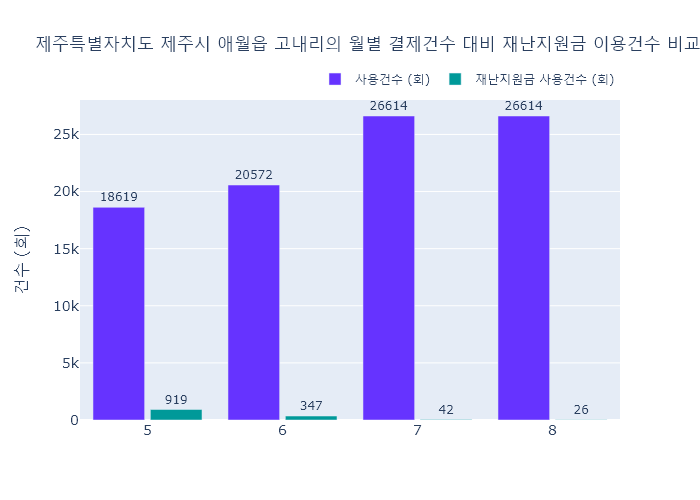 제주특별자치도 제주시 애월읍 고내리의 월별 결제건수 대비 재난지원금 이용건수 비교
사용건수 (회) 재난지원금 사용건수 (회)
건수 (회)
25k
20k
15k
10k
5k
0
18619
919
20572
347
26614
42
26614
26
5 6 7 8